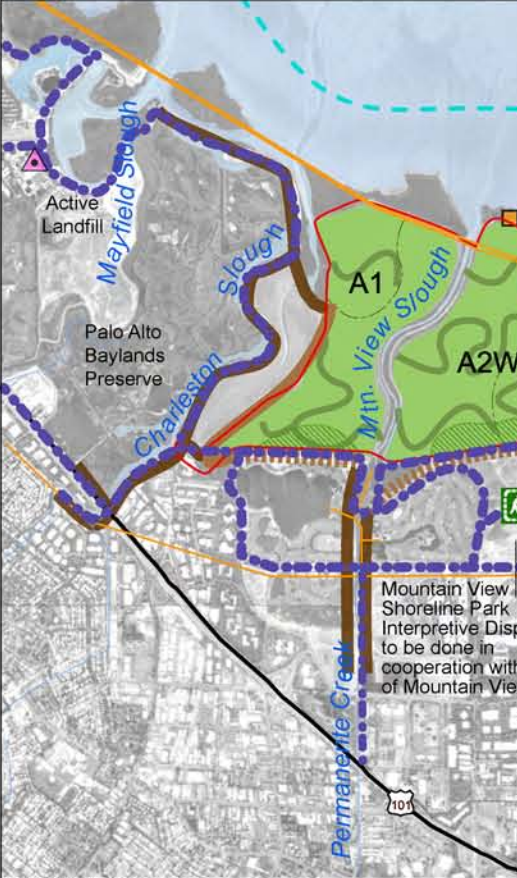 Mayfield Slough
Active
Landfill
Slough
A1
Mtn. View Slough
A2W
Palo Alto
Baylands
Preserve
Charleston
Mountain View
Shoreline Park
Interpretive Disp
to be done in
cooperation with
of Mountain Vie
Permanente Creek
101